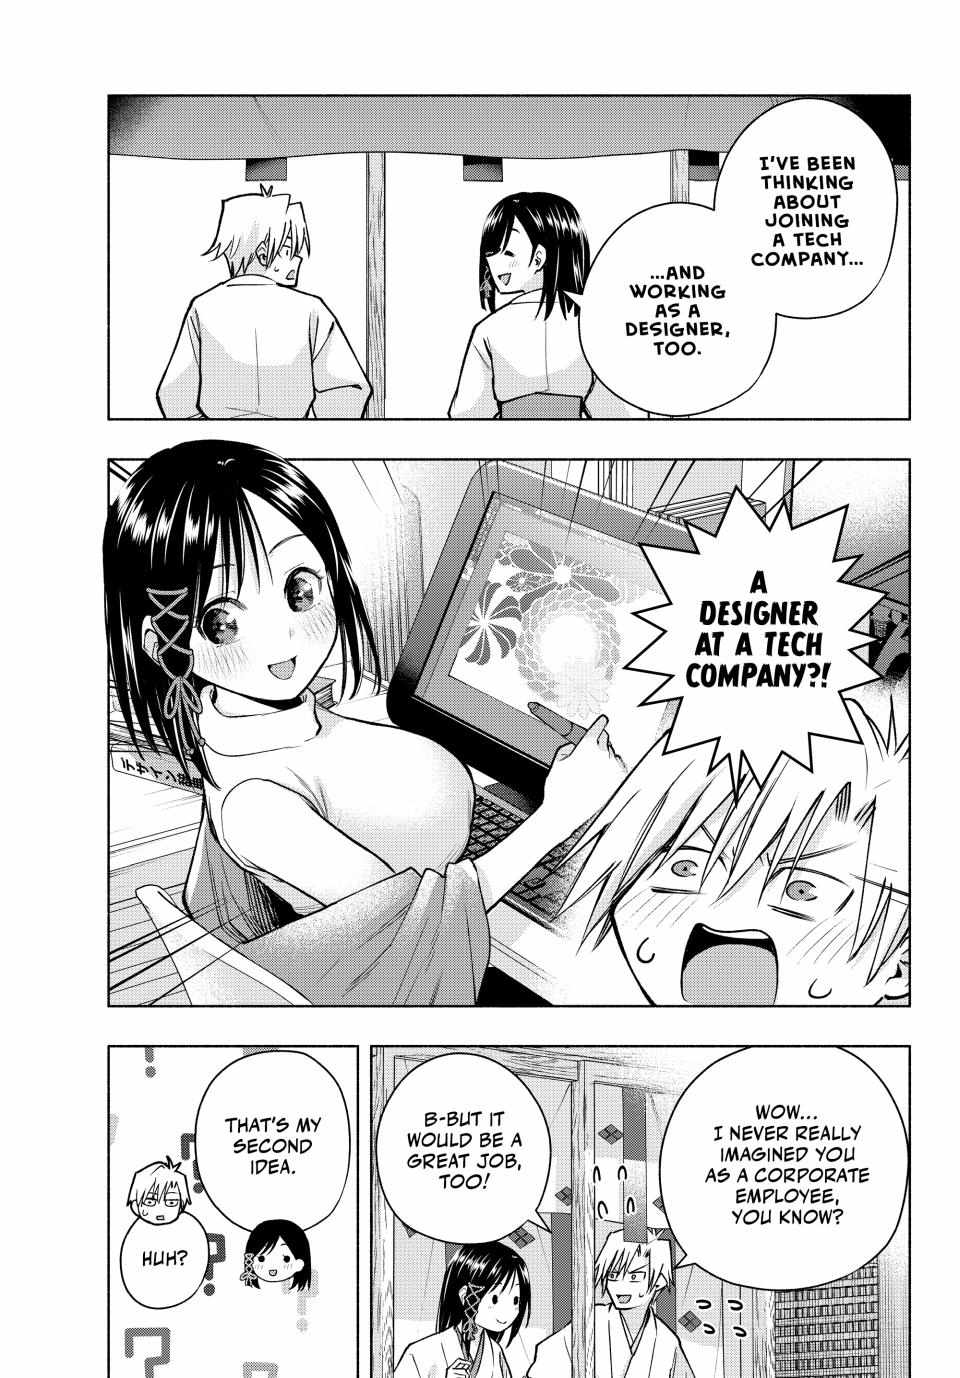 I'VE BEEN
THINKING
ABOUT
JOINING
A TECH
COMPANY...
...AND
WORKING
AS A
DESIGNER,
TOO.
A
DESIGNER
AT A TECH
COMPANY?!
WOW...
I NEVER REALLY
IMAGINED YOU
AS A CORPORATE
EMPLOYEE,
YOU KNOW?
B-BUT IT
WOULD BE A
GREAT JOB,
TOO!
THAT'S MY
SECOND
IDEA.
HUH?